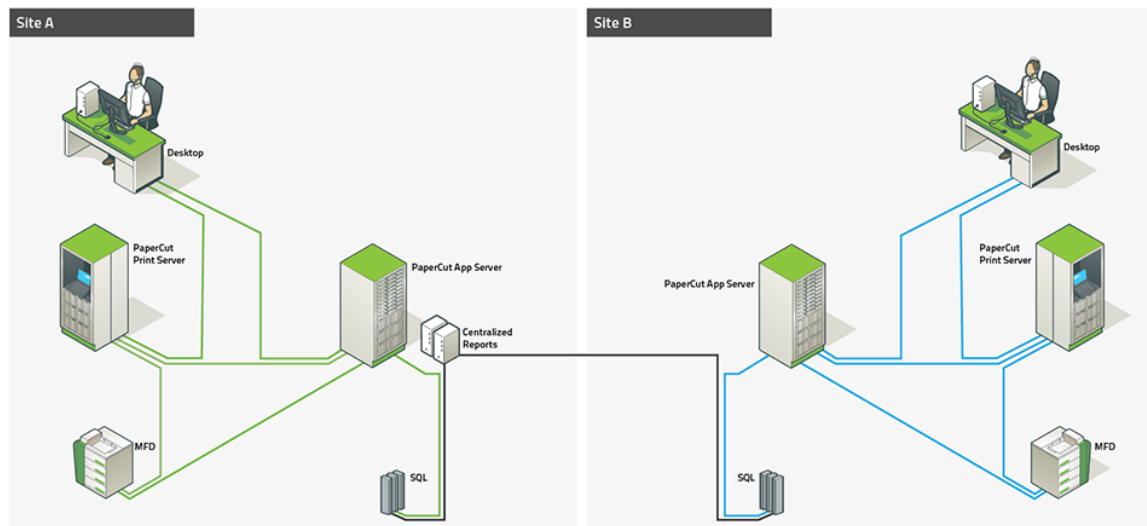 Site A
Desktop
PaperCut
Print Server
PaperCut App Server
Centralized
Reports
MFD
SQL
Site B
Desktop
PaperCut
Print Server
PaperCut App Server
MFD
SQL